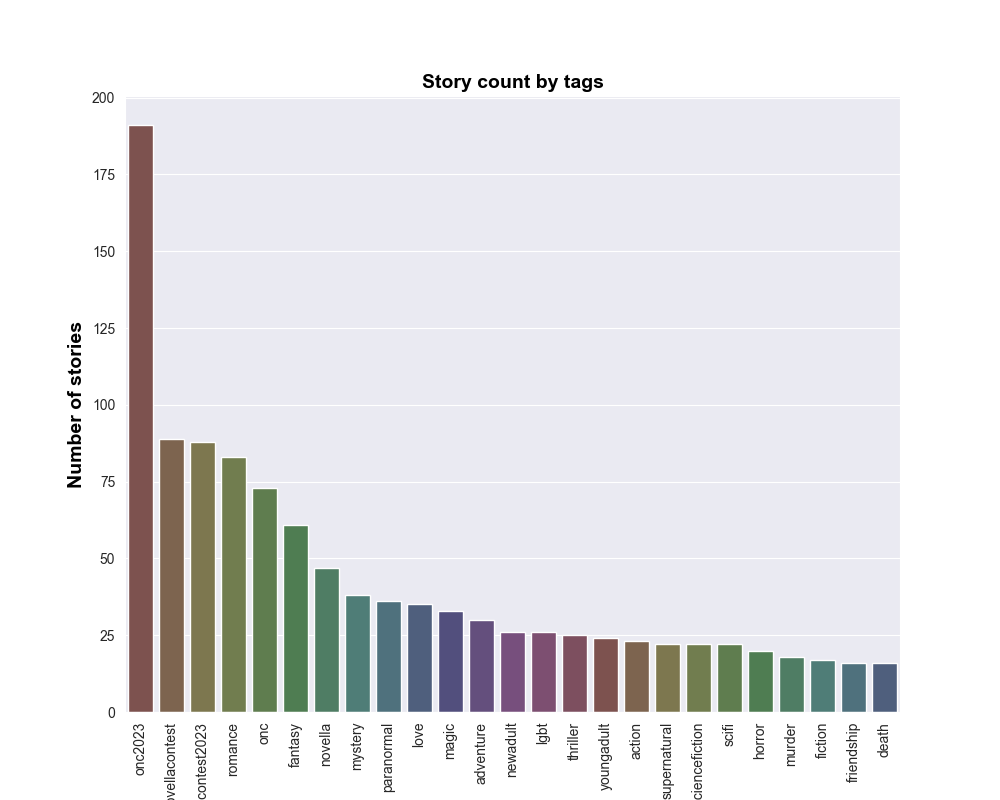 Story count by tags
Number of stories
200
175
150
125
100
75
50
25
0
onc2023
ovellacontest
contest2023
romance
onc
fantasy
novella
mystery
paranormal
love
magic
adventure
newadult
lgbt
thriller
youngadult
action
supernatural
ciencefiction
scifi
horror
murder
fiction
friendship
death